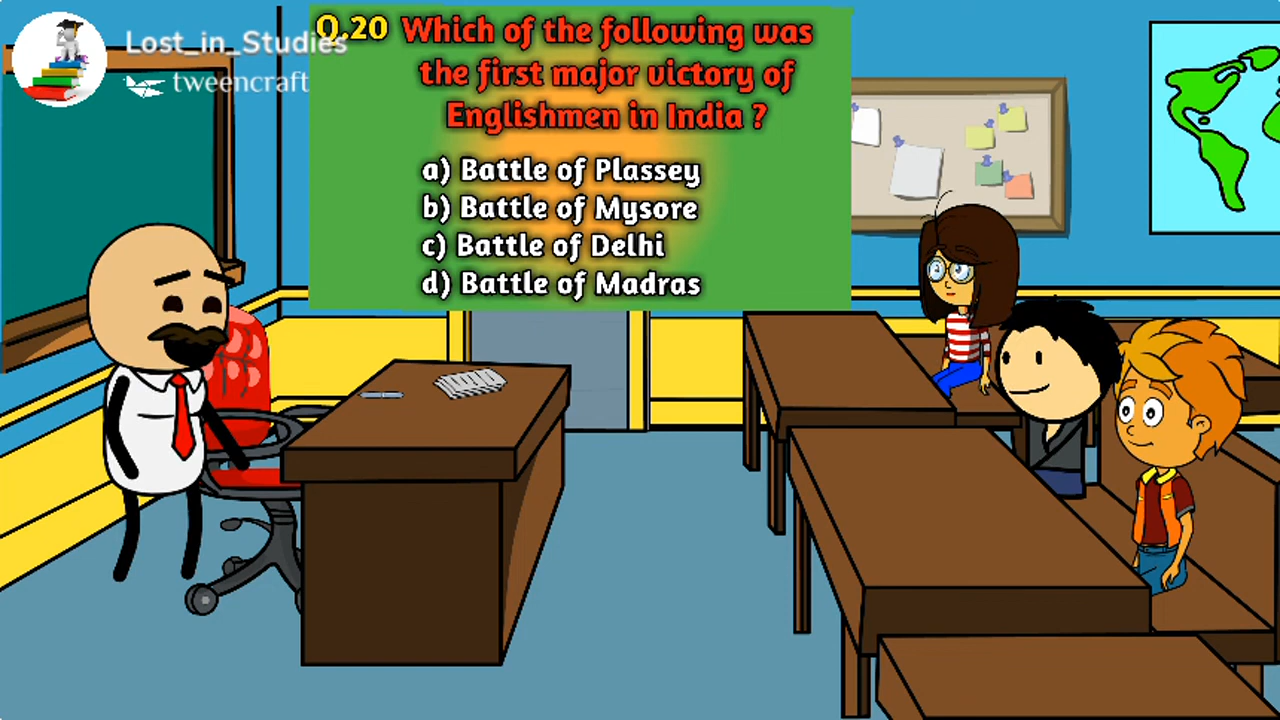 Lost_in_Studies
tweencraft
Q.20 Which of the following was
the first major victory of
Englishmen in India ?
a) Battle of Plassey
b) Battle of Mysore
c) Battle of Delhi
d) Battle of Madras